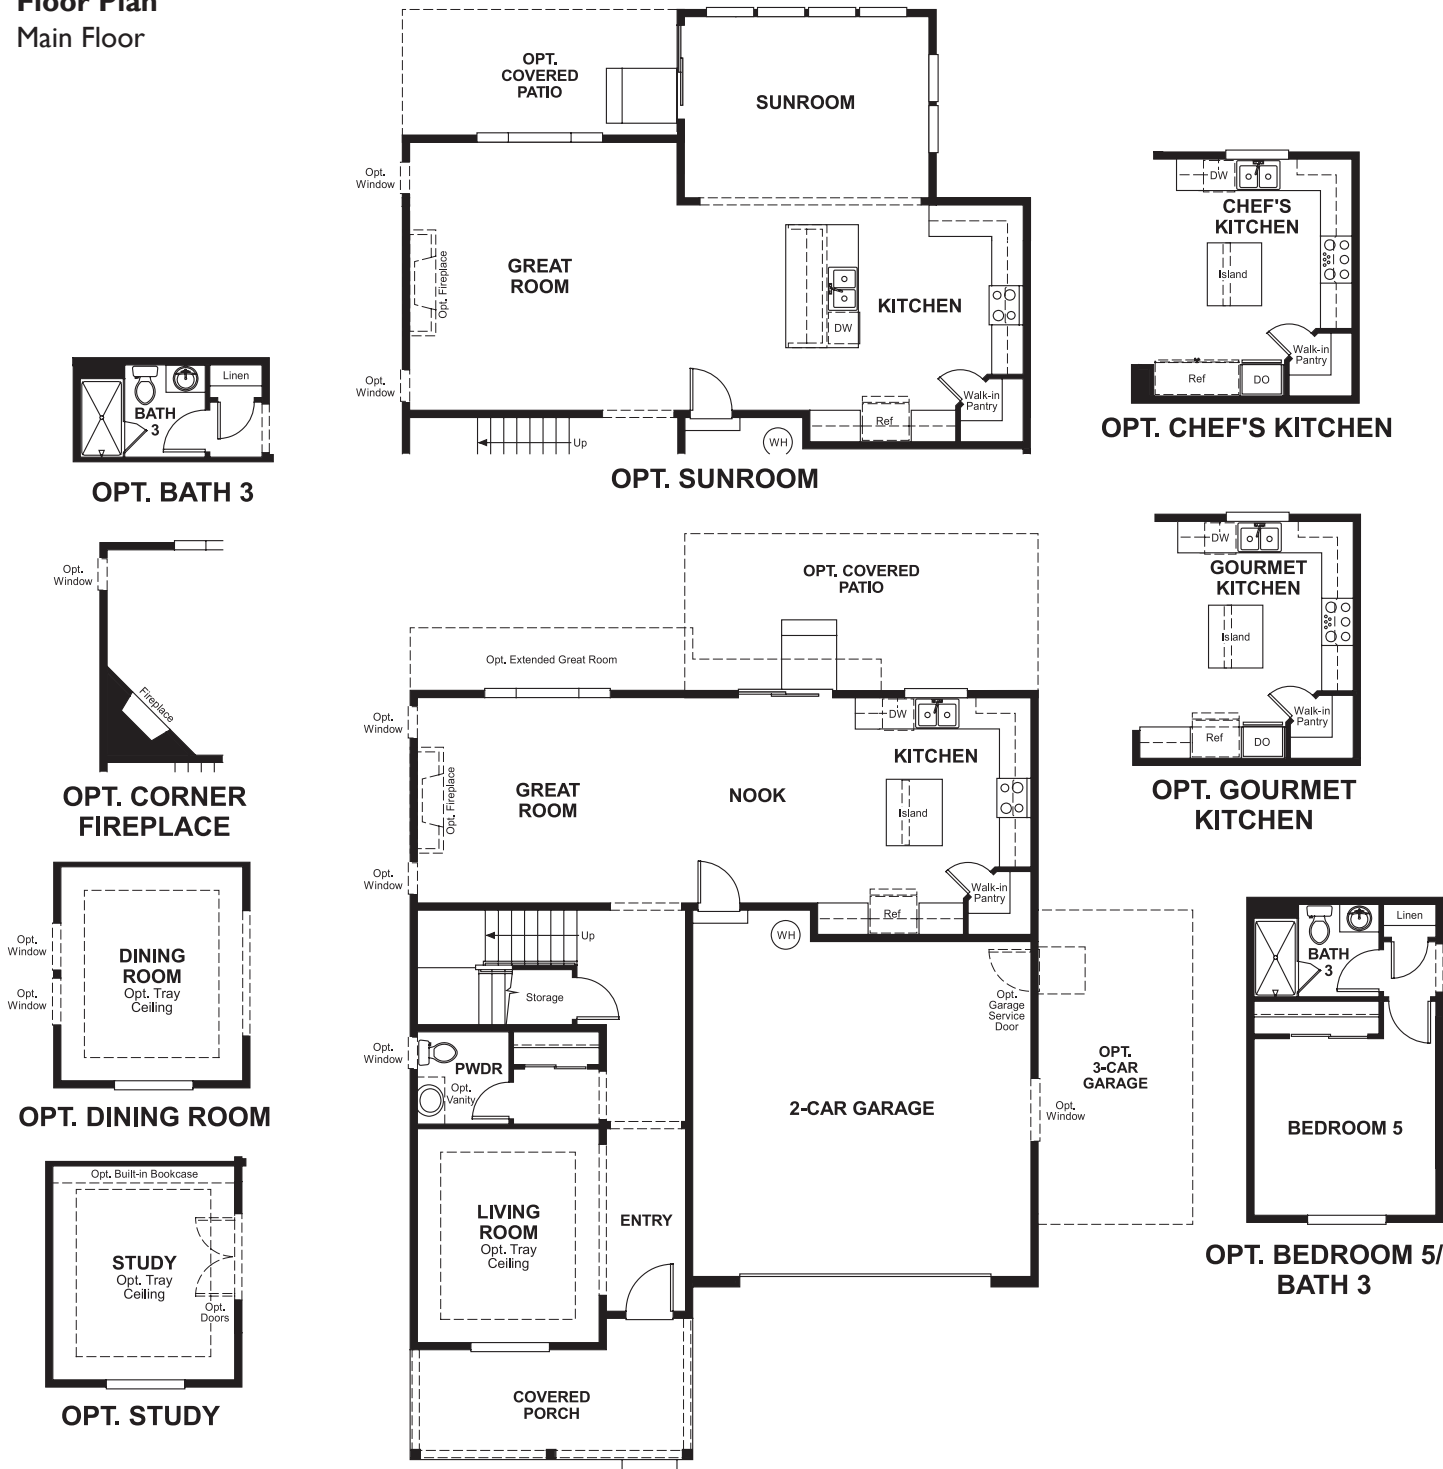 Floor Plan
Main Floor
OPT.
COVERED
PATIO
SUNROOM
Opt.
Window
GREAT
ROOM
Opt. Fireplace
KITCHEN
DW
Opt.
Window
Walk-in
Pantry
Ref
Up
WH
OPT. SUNROOM
DW
CHEF'S
KITCHEN
Island
Walk-in
Pantry
Ref
DO
OPT. CHEF'S KITCHEN
Linen
BATH
3
OPT. BATH 3
Opt.
Window
Fireplace
OPT. CORNER
FIREPLACE
DW
GOURMET
KITCHEN
Island
Walk-in
Pantry
Ref
DO
OPT. GOURMET
KITCHEN
OPT. COVERED
PATIO
Opt. Extended Great Room
Opt.
Window
DW
KITCHEN
GREAT
ROOM
NOOK
Opt. Fireplace
Island
Opt.
Window
Walk-in
Pantry
Ref
Up
WH
Storage
Opt.
Garage
Service
Door
Opt.
Window
PWDR
Opt.
Vanity
OPT.
3-CAR
GARAGE
2-CAR GARAGE
Opt.
Window
LIVING
ROOM
Opt. Tray
Ceiling
ENTRY
COVERED
PORCH
Opt.
Window
DINING
ROOM
Opt. Tray
Ceiling
Opt.
Window
OPT. DINING ROOM
Opt. Built-in Bookcase
STUDY
Opt. Tray
Ceiling
Opt.
Doors
OPT. STUDY
Linen
BATH
3
BEDROOM 5
OPT. BEDROOM 5/
BATH 3